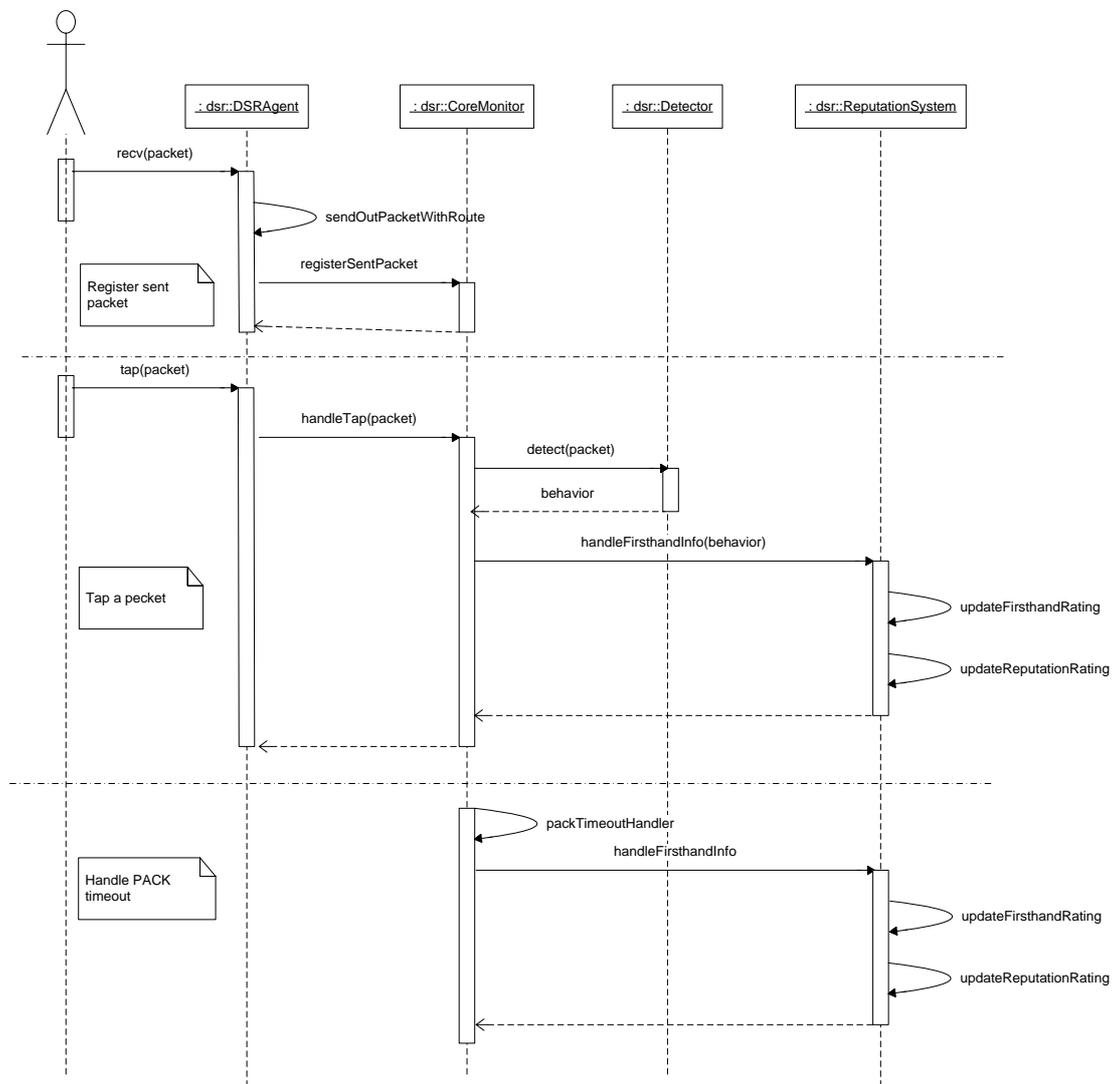 : dsr::DSRAgent
: dsr::CoreMonitor
: dsr::Detector
: dsr::ReputationSystem
recv(packet)
sendOutPacketWithRoute
registerSentPacket
Register sent
packet
tap(packet)
handleTap(packet)
detect(packet)
behavior
handleFirsthandInfo(behavior)
Tap a pecket
updateFirsthandRating
updateReputationRating
packTimeoutHandler
handleFirsthandInfo
Handle PACK
timeout
updateFirsthandRating
updateReputationRating